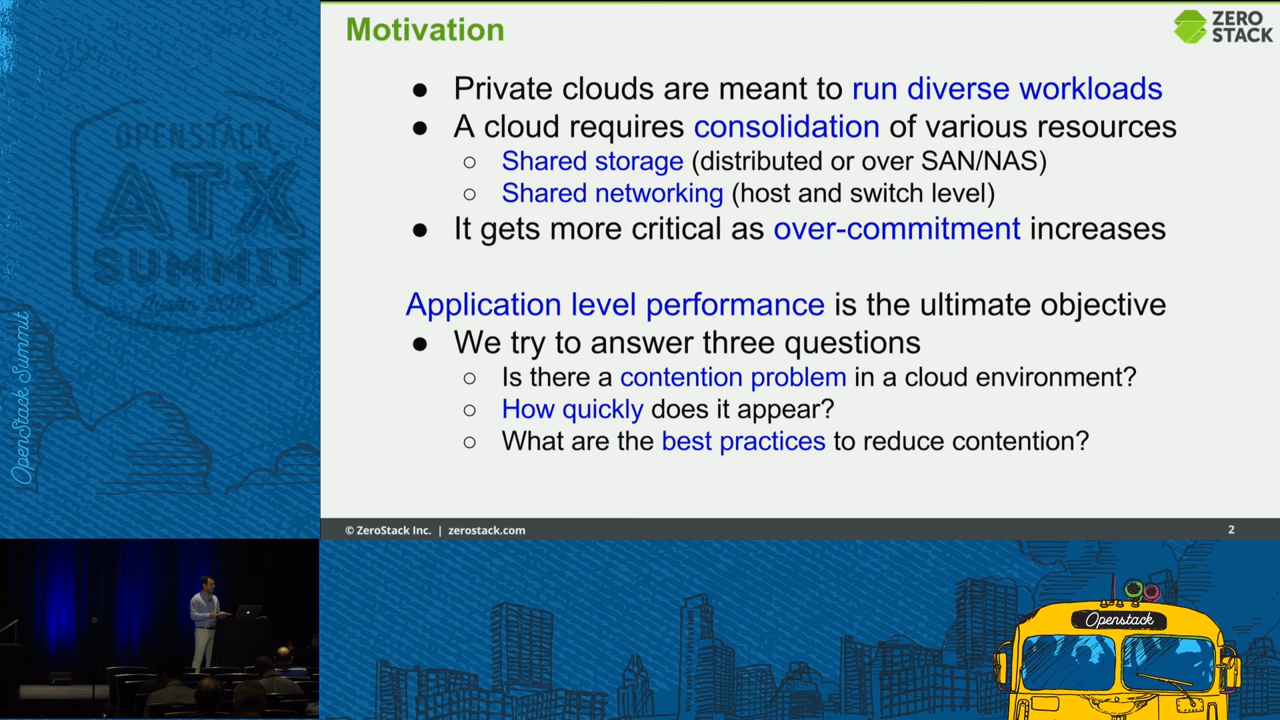 Motivation
ZERO
STACK
● Private clouds are meant to run diverse workloads
● A cloud requires consolidation of various resources
○ Shared storage (distributed or over SAN/NAS)
○ Shared networking (host and switch level)
● It gets more critical as over-commitment increases
Application level performance is the ultimate objective
● We try to answer three questions
○ Is there a contention problem in a cloud environment?
○ How quickly does it appear?
○ What are the best practices to reduce contention?
© ZeroStack Inc. | zerostack.com
2
OPENSTACK
ATX
SUMMIT
OpenStack Summit
Openstack